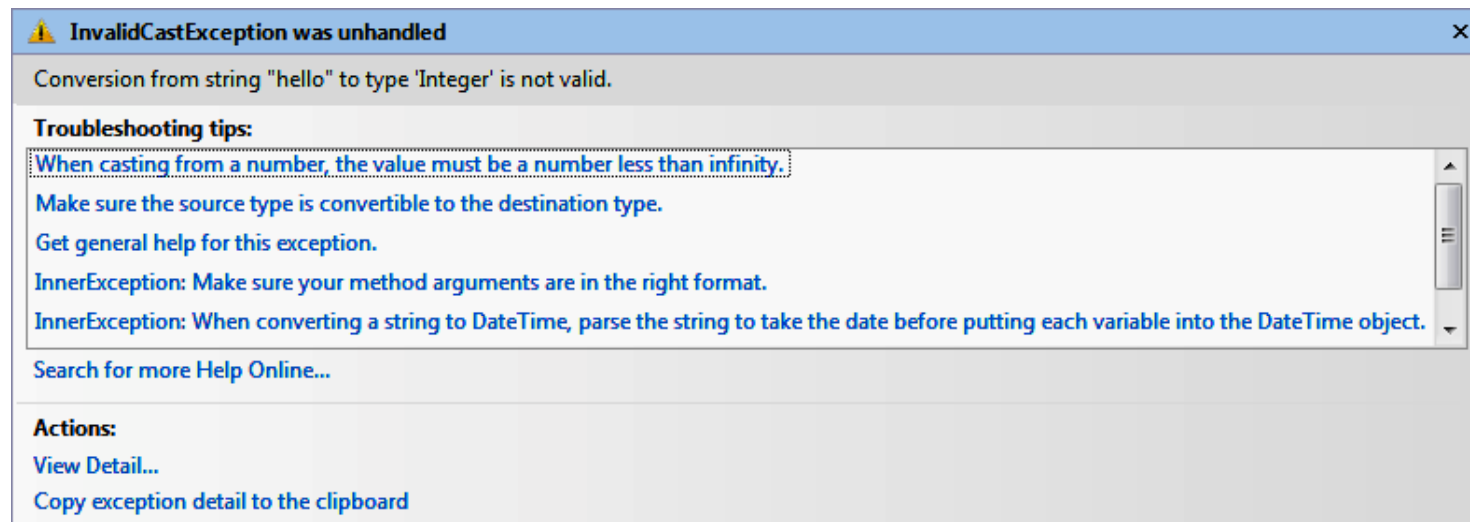 InvalidCastException was unhandled
Conversion from string "hello" to type 'Integer' is not valid.
Troubleshooting tips:
When casting from a number, the value must be a number less than infinity.
Make sure the source type is convertible to the destination type.
Get general help for this exception.
InnerException: Make sure your method arguments are in the right format.
InnerException: When converting a string to DateTime, parse the string to take the date before putting each variable into the DateTime object.
Search for more Help Online...
Actions:
View Detail...
Copy exception detail to the clipboard